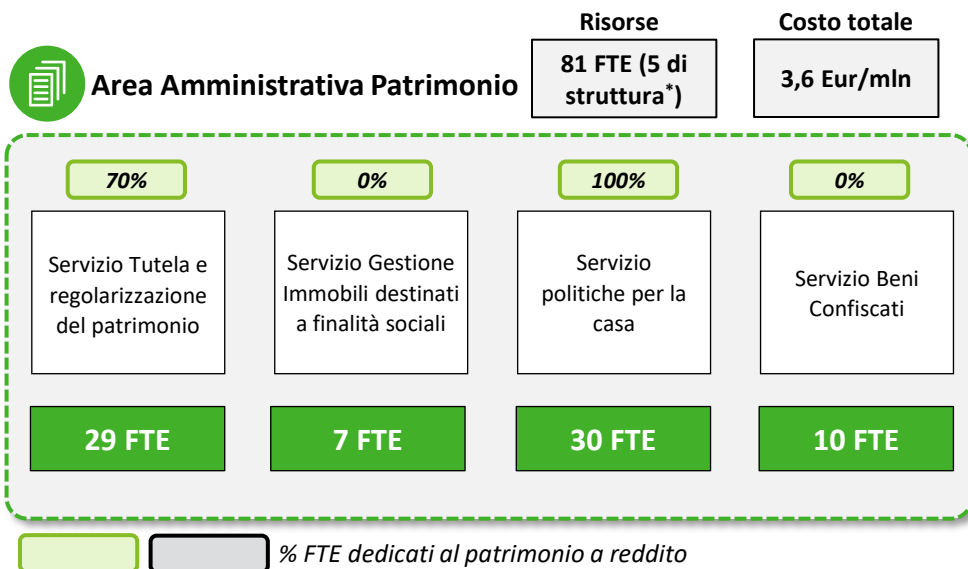 Risorse
Costo totale
Area Amministrativa Patrimonio
81 FTE (5 di
struttura*)
3,6 Eur/mln
70%
0%
100%
0%
Servizio Tutela e
regolarizzazione
del patrimonio
Servizio Gestione
Immobili destinati
a finalità sociali
Servizio
politiche per la
casa
Servizio Beni
Confiscati
29 FTE
7 FTE
30 FTE
10 FTE
% FTE dedicati al patrimonio a reddito